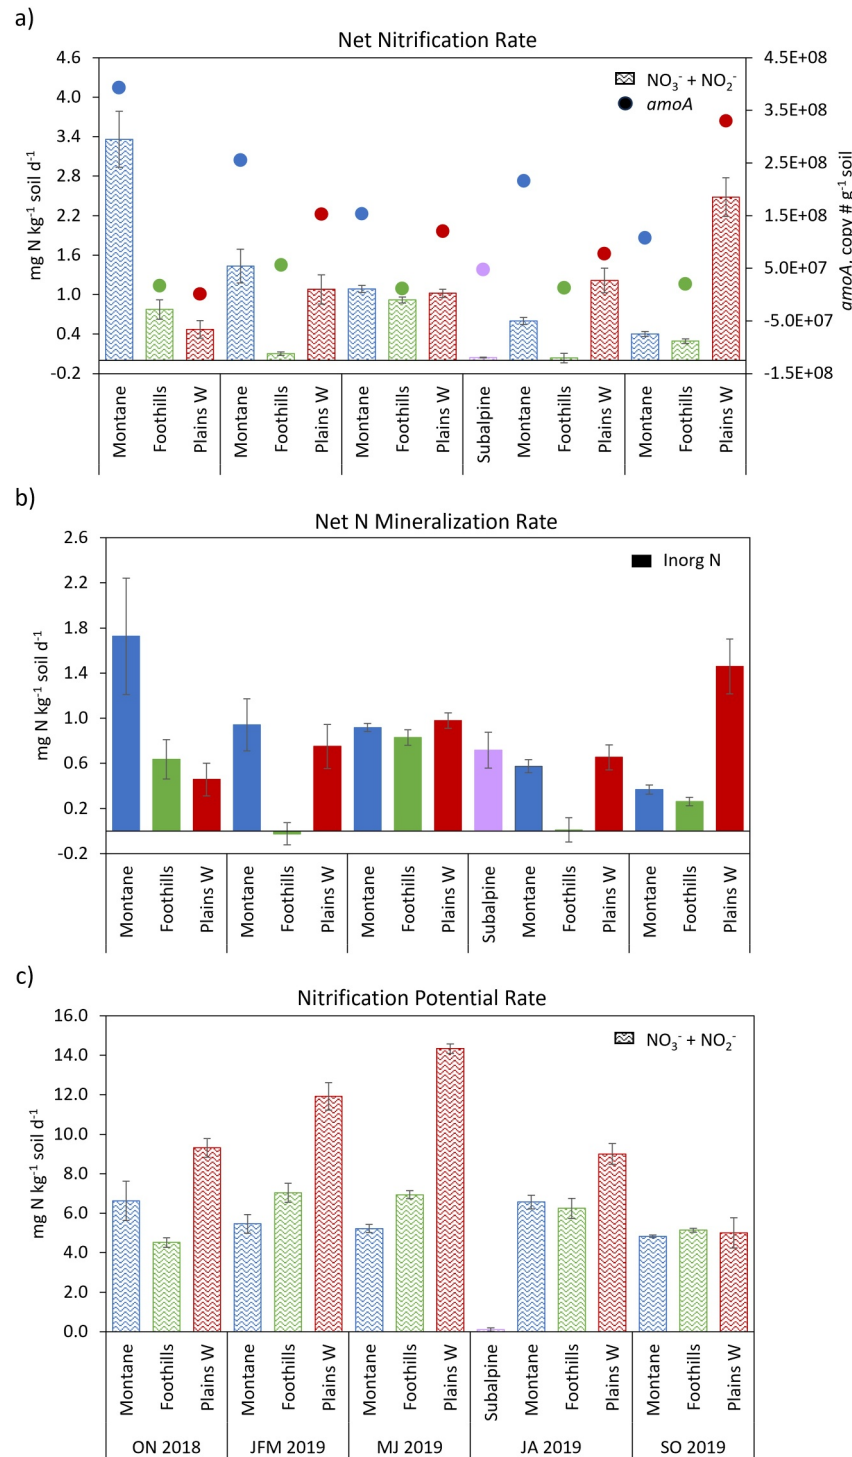 a)
Net Nitrification Rate
4.6
4.0
3.4
2.8
2.2
1.6
1.0
0.4
-0.2
mg N kg⁻¹ soil d⁻¹
NO₃⁻ + NO₂⁻
amoA
4.5E+08
3.5E+08
2.5E+08
1.5E+08
5.0E+07
-5.0E+07
-1.5E+08
amoA, copy # g⁻¹ soil
Montane
Foothills
Plains W
Montane
Foothills
Plains W
Montane
Foothills
Plains W
Subalpine
Montane
Foothills
Plains W
Montane
Foothills
Plains W
b)
Net N Mineralization Rate
2.6
2.2
1.8
1.4
1.0
0.6
0.2
-0.2
mg N kg⁻¹ soil d⁻¹
Inorg N
Montane
Foothills
Plains W
Montane
Foothills
Plains W
Montane
Foothills
Plains W
Subalpine
Montane
Foothills
Plains W
Montane
Foothills
Plains W
c)
Nitrification Potential Rate
16.0
14.0
12.0
10.0
8.0
6.0
4.0
2.0
0.0
mg N kg⁻¹ soil d⁻¹
NO₃⁻ + NO₂⁻
Montane
Foothills
Plains W
Montane
Foothills
Plains W
Montane
Foothills
Plains W
Subalpine
Montane
Foothills
Plains W
Montane
Foothills
Plains W
ON 2018
JFM 2019
MJ 2019
JA 2019
SO 2019